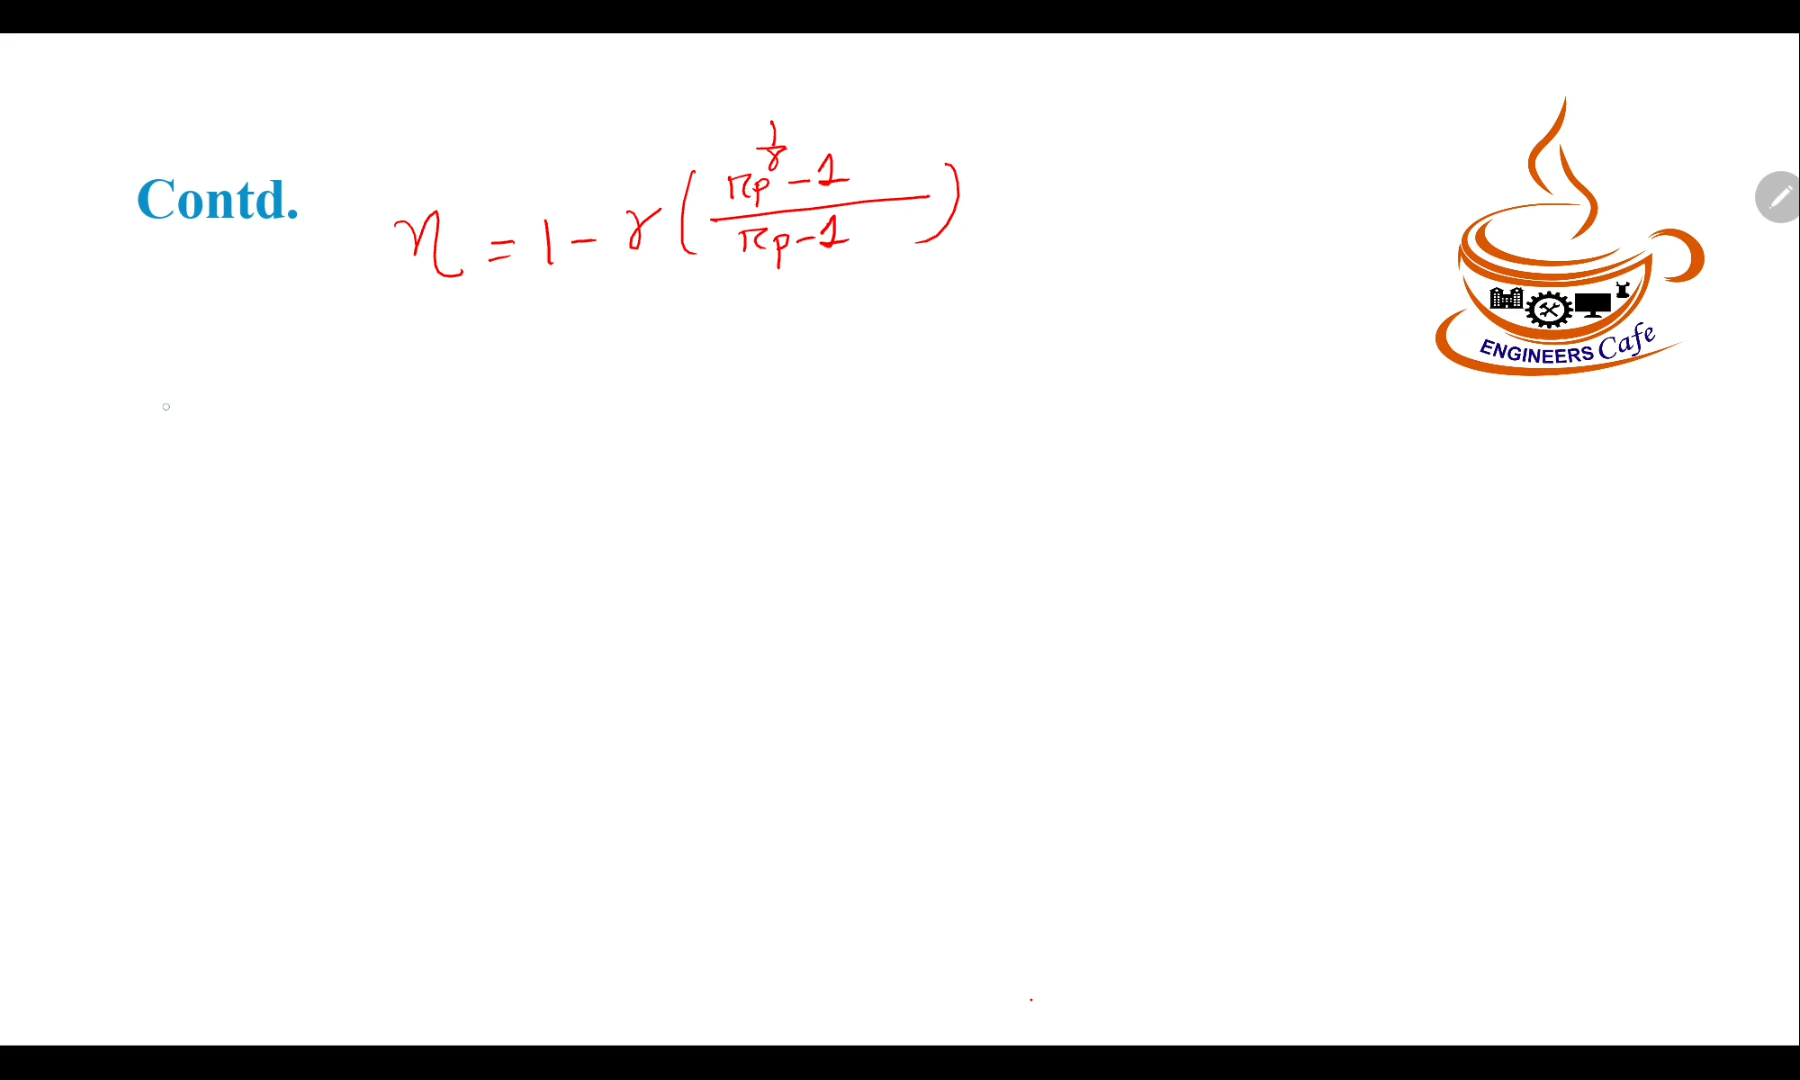 Contd.
η = 1 - γ ( (rp^(1/γ) - 1) / (rp - 1) )
ENGINEERS Cafe